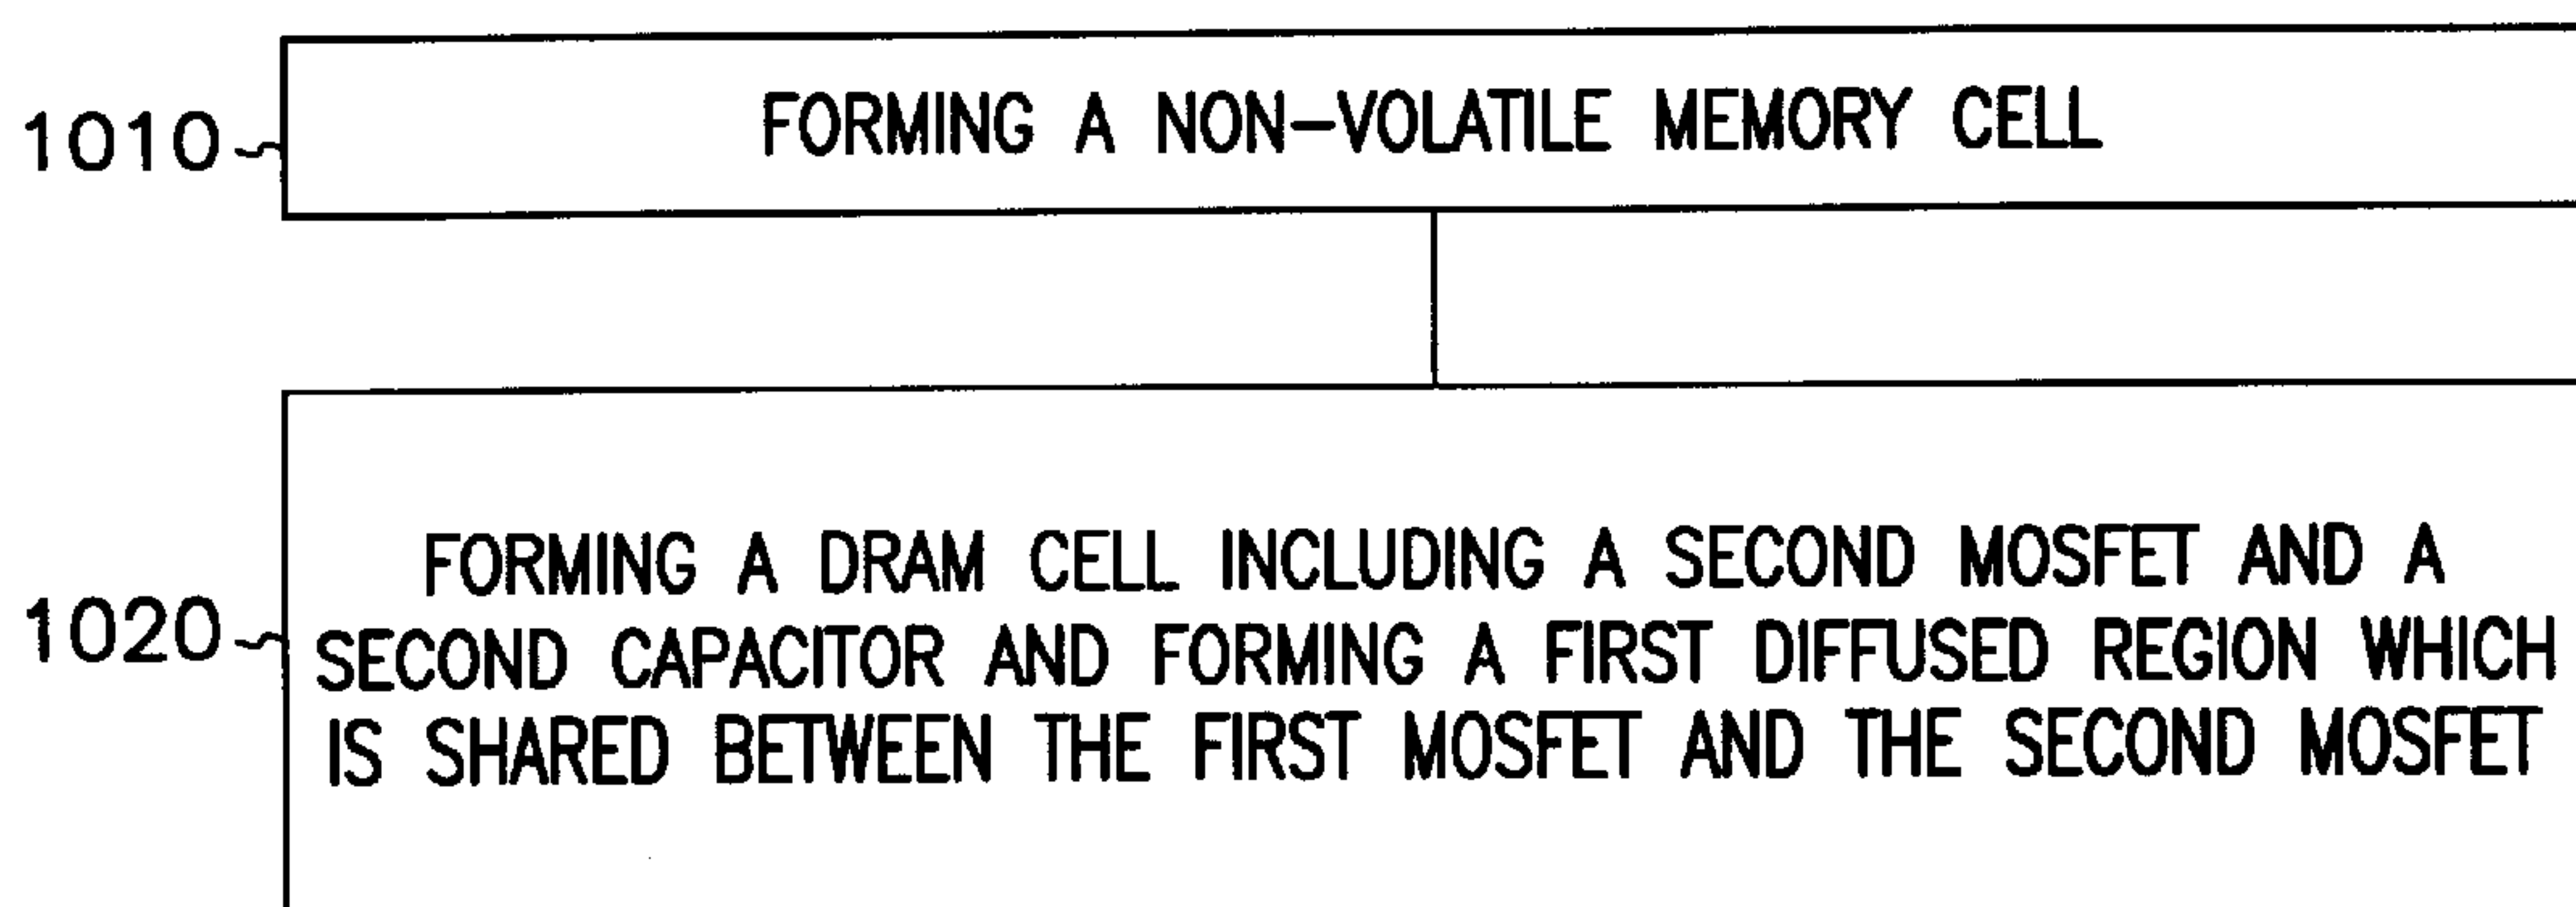 1010
FORMING A NON-VOLATILE MEMORY CELL
1020
FORMING A DRAM CELL INCLUDING A SECOND MOSFET AND A
SECOND CAPACITOR AND FORMING A FIRST DIFFUSED REGION WHICH
IS SHARED BETWEEN THE FIRST MOSFET AND THE SECOND MOSFET